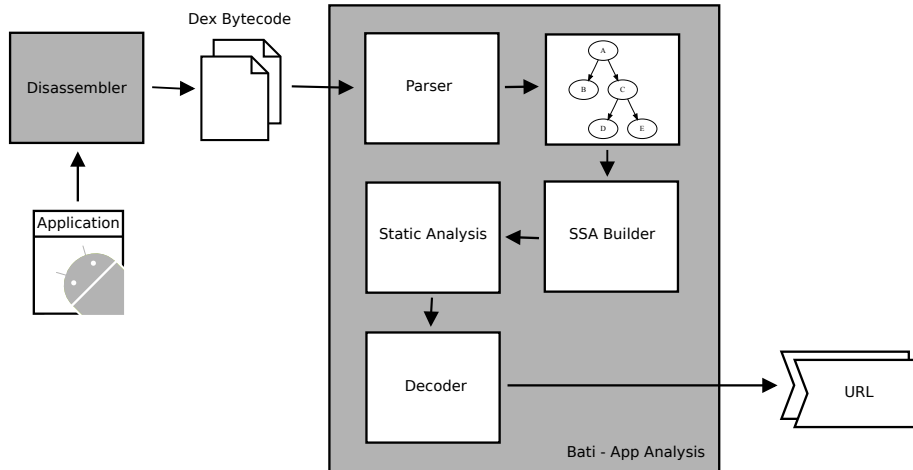 Dex Bytecode
Disassembler
Parser
A
B
C
D
E
Application
Static Analysis
SSA Builder
Decoder
URL
Bati - App Analysis